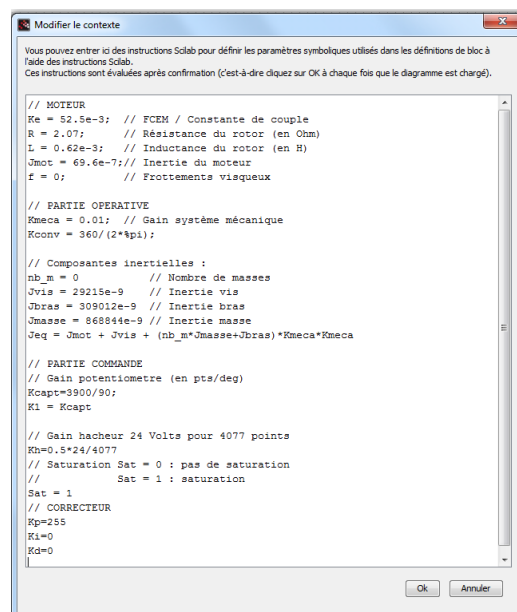 Modifier le contexte
Vous pouvez entrer ici des instructions Scilab pour définir les paramètres symboliques utilisés dans les définitions de bloc à
l'aide des instructions Scilab.
Ces instructions sont évaluées après confirmation (c'est-à-dire cliquez sur OK à chaque fois que le diagramme est chargé).
// MOTEUR
Ke = 52.5e-3;  // FCEM / Constante de couple
R = 2.07;      // Résistance du rotor (en Ohm)
L = 0.62e-3;   // Inductance du rotor (en H)
Jmot = 69.6e-7;// Inertie du moteur
f = 0;         // Frottements visqueux
// PARTIE OPERATIVE
Kmeca = 0.01;  // Gain système mécanique
Kconv = 360/(2*%pi);
// Composantes inertielles :
nb_m = 0          // Nombre de masses
Jvis = 29215e-9   // Inertie vis
Jbras = 309012e-9  // Inertie bras
Jmasse = 868844e-9 // Inertie masse
Jeq = Jmot + Jvis + (nb_m*Jmasse+Jbras)*Kmeca*Kmeca
// PARTIE COMMANDE
// Gain potentiometre (en pts/deg)
Kcapt=3900/90;
K1 = Kcapt
// Gain hacheur 24 Volts pour 4077 points
Kh=0.5*24/4077
// Saturation Sat = 0 : pas de saturation
//            Sat = 1 : saturation
Sat = 1
// CORRECTEUR
Kp=255
Ki=0
Kd=0
Ok Annuler